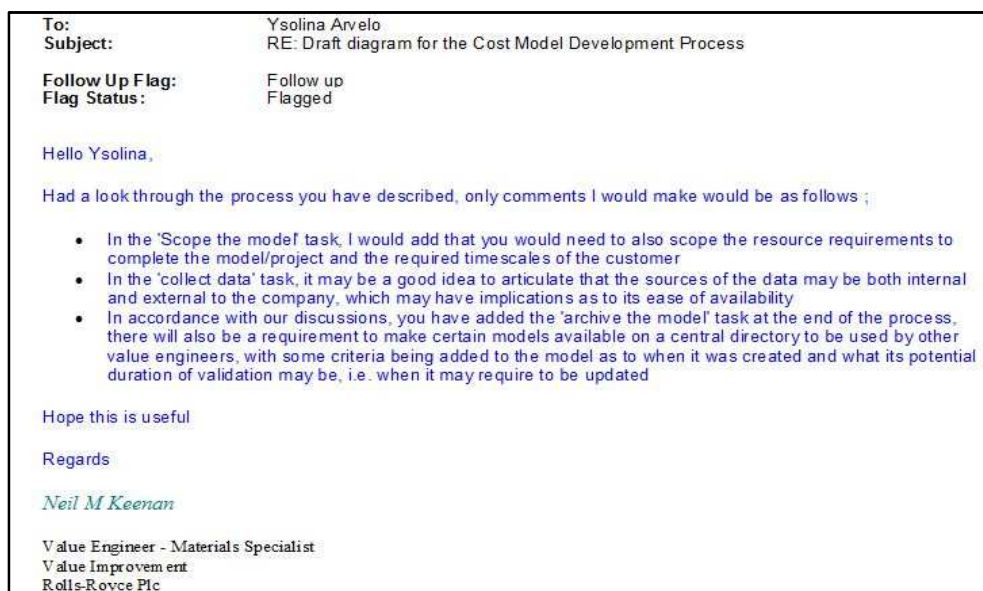 To: Ysolina Arvelo
Subject: RE: Draft diagram for the Cost Model Development Process
Follow Up Flag: Follow up
Flag Status: Flagged
Hello Ysolina,
Had a look through the process you have described, only comments I would make would be as follows ;
• In the 'Scope the model' task, I would add that you would need to also scope the resource requirements to
complete the model/project and the required timescales of the customer
• In the 'collect data' task, it may be a good idea to articulate that the sources of the data may be both internal
and external to the company, which may have implications as to its ease of availability
• In accordance with our discussions, you have added the 'archive the model' task at the end of the process,
there will also be a requirement to make certain models available on a central directory to be used by other
value engineers, with some criteria being added to the model as to when it was created and what its potential
duration of validation may be, i.e. when it may require to be updated
Hope this is useful
Regards
Neil M Keenan
Value Engineer - Materials Specialist
Value Improvement
Rolls-Royce Plc